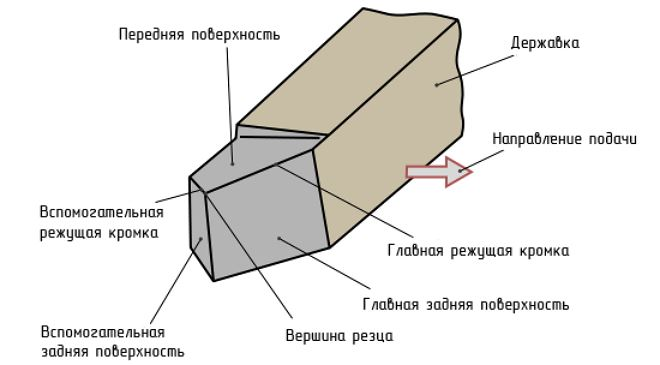 Передняя поверхность
Державка
Направление подачи
Вспомогательная
режущая кромка
Главная режущая кромка
Главная задняя поверхность
Вершина резца
Вспомогательная
задняя поверхность